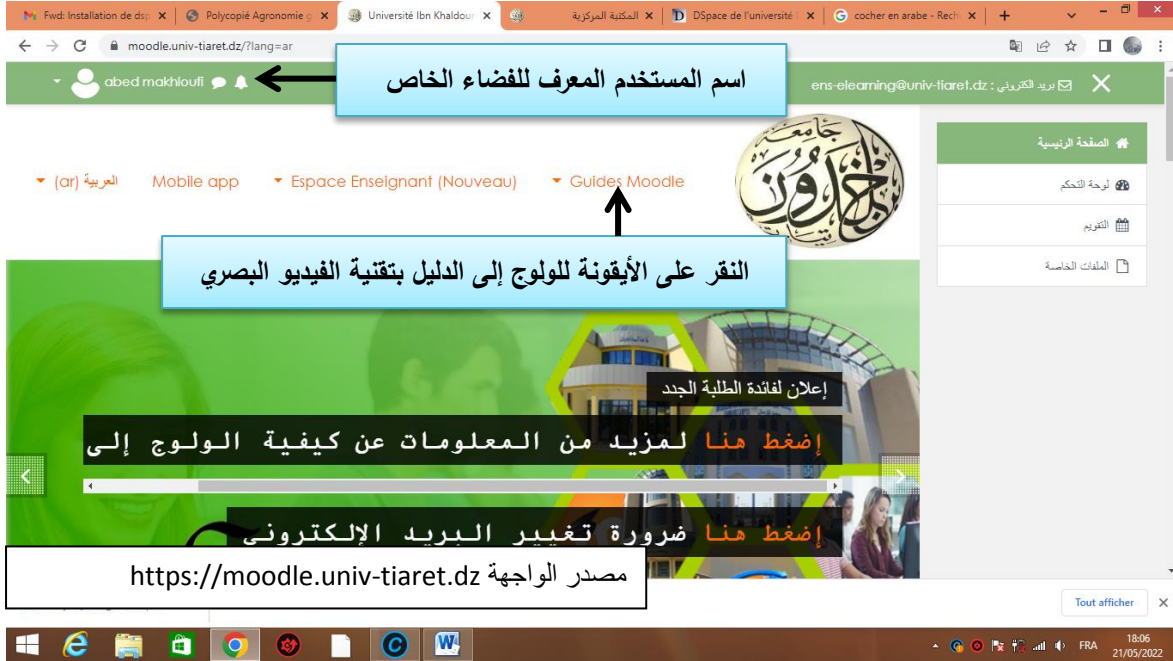 Fwd: Installation de dsp
Polycopié Agronomie g
Université Ibn Khaldour
المكتبة المركزية
DSpace de l'université
cocher en arabe - Rech
moodle.univ-tiaret.dz/?lang=ar
اسم المستخدم المعرف للفضاء الخاص
abed makhloufi
بريد الكتروني : ens-elearning@univ-tiaret.dz
الصفحة الرئيسية
لوحة التحكم
التقويم
الملفات الخاصة
جامعة
ابن خلدون
تيارت
Guides Moodle
Espace Enseignant (Nouveau)
Mobile app
العربية (ar)
النقر على الأيقونة للولوج إلى الدليل بتقنية الفيديو البصري
إعلان لفائدة الطلبة الجدد
إضغط هنا لمزيد من المعلومات عن كيفية الولوج إلى
إضغط هنا ضرورة تغيير البريد الإلكتروني
مصدر الواجهة https://moodle.univ-tiaret.dz
Tout afficher
FRA
18:06
21/05/2022